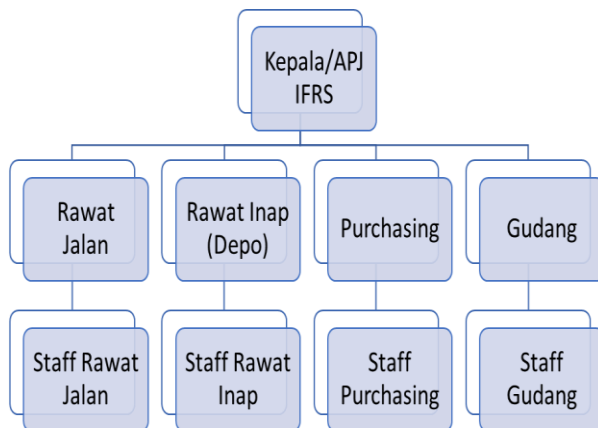 Kepala/APJ
IFRS
Rawat
Jalan
Rawat Inap
(Depo)
Purchasing
Gudang
Staff Rawat
Jalan
Staff Rawat
Inap
Staff
Purchasing
Staff
Gudang